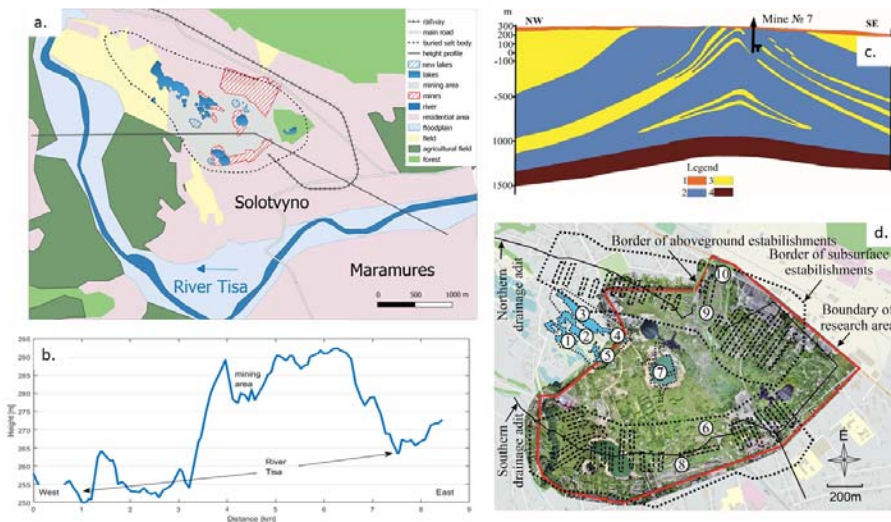 a.
railway
main road
buried salt body
height profile
new lakes
lakes
mining area
mines
river
residential area
floodplain
field
agricultural field
forest
Solotvyno
River Tisa
Maramures
0 500 1000 m
b.
Height [m]
295
290
285
280
275
270
265
260
255
250
mining
area
River
Tisa
West
East
0 1 2 3 4 5 6 7 8 9
Distance (km)
m
NW
Mine № 7
SE
c.
300
200
100
0
-100
-500
1000
1500
Legend
1 3
2 4
d.
Border of aboveground estabilishments
Border of subsurface
estabilishments
Boundary of
research area
Northern
drainage adit
Southern
drainage adit
10
9
3
1 2 4
5
7
6
8
E
200m